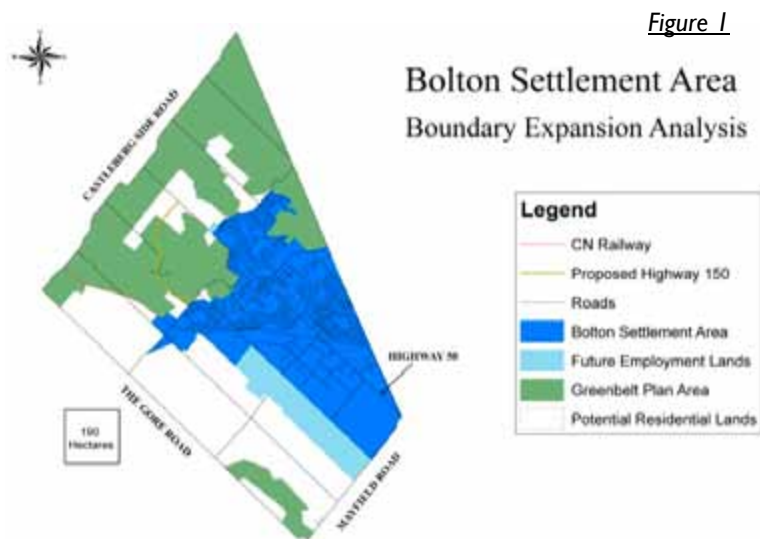 Figure 1
Bolton Settlement Area
Boundary Expansion Analysis
CASTLEBERG SIDE ROAD
Legend
CN Railway
Proposed Highway 150
Roads
Bolton Settlement Area
Future Employment Lands
Greenbelt Plan Area
Potential Residential Lands
HIGHWAY 50
THE GORE ROAD
190
Hectares
MAYFIELD ROAD